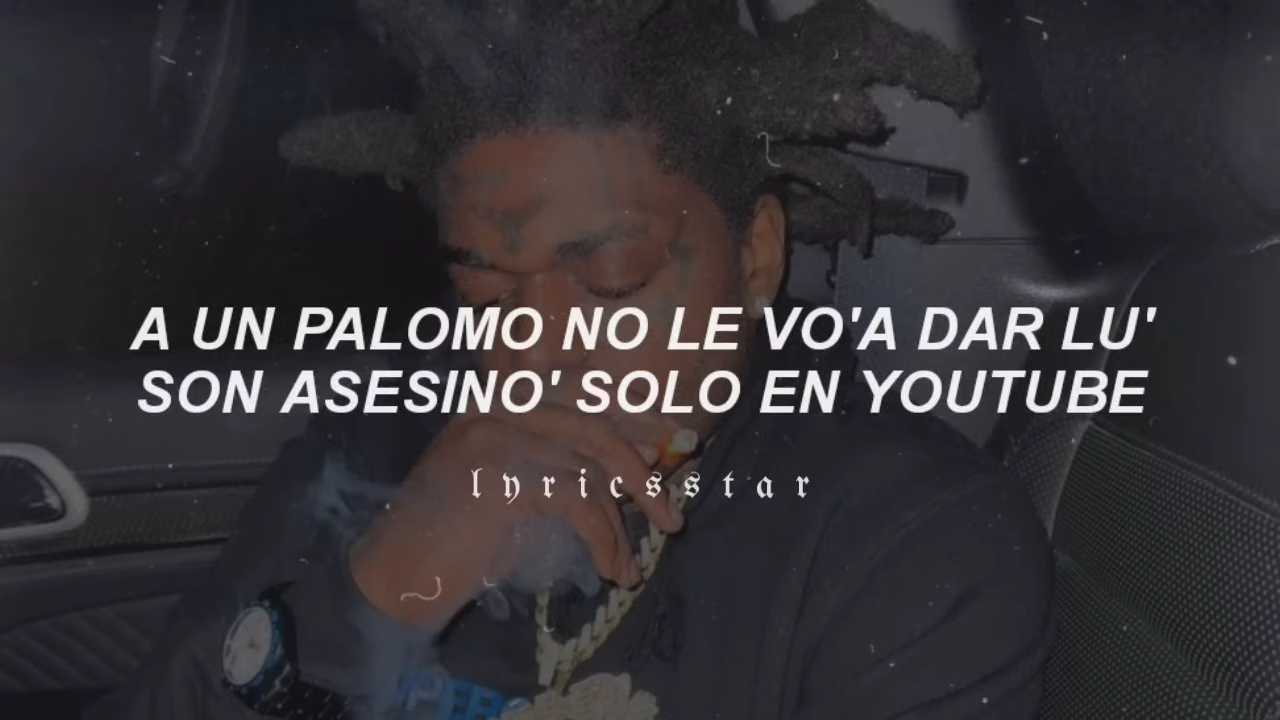 A UN PALOMO NO LE VO'A DAR LU'
SON ASESINO' SOLO EN YOUTUBE
lyricsstar